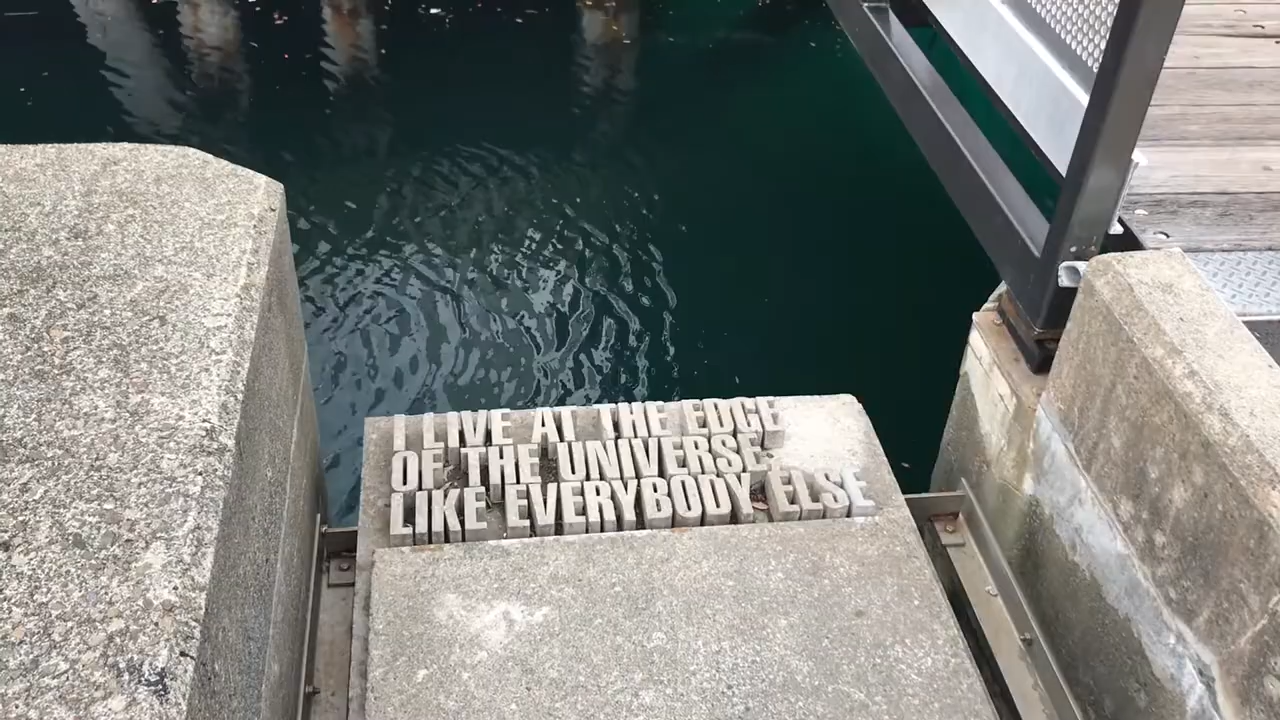 I LIVE AT THE EDGE
OF THE UNIVERSE,
LIKE EVERYBODY ELSE